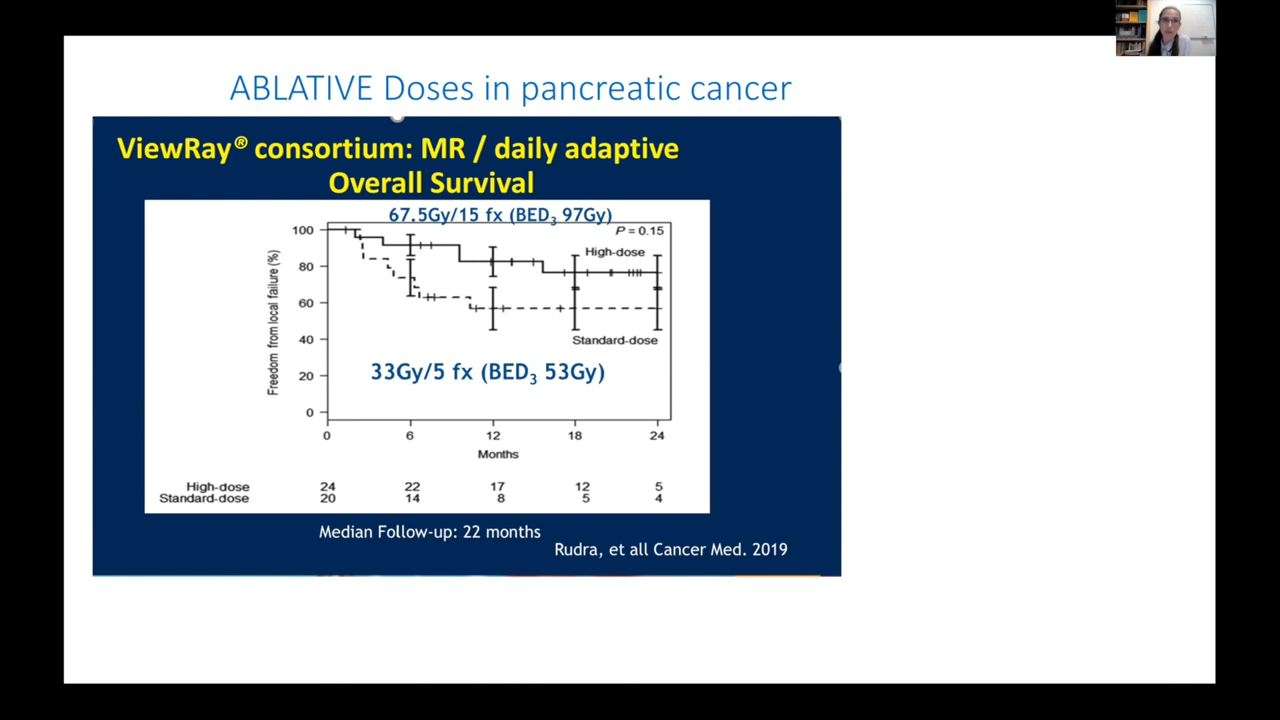 ABLATIVE Doses in pancreatic cancer
ViewRay® consortium: MR / daily adaptive
Overall Survival
67.5Gy/15 fx (BED₃ 97Gy)
P = 0.15
High-dose
Standard-dose
33Gy/5 fx (BED₃ 53Gy)
Freedom from local failure (%)
100
80
60
40
20
0
0 6 12 18 24
Months
High-dose 24 22 17 12 5
Standard-dose 20 14 8 5 4
Median Follow-up: 22 months
Rudra, et all Cancer Med. 2019